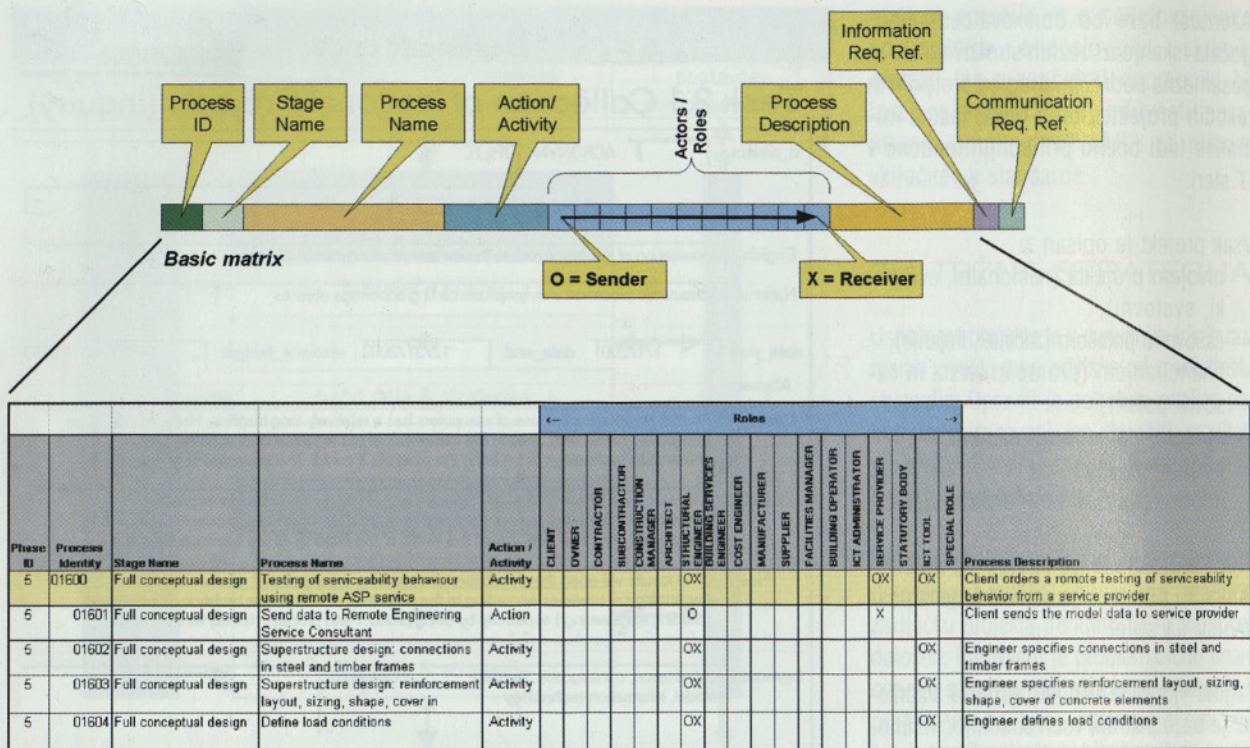 Information
Req. Ref.
Process
ID
Stage
Name
Process
Name
Action/
Activity
Actors /
Roles
Process
Description
Communication
Req. Ref.
Basic matrix
O = Sender
X = Receiver
<-- Roles -->
Phase ID
Process Identity
Stage Name
Process Name
Action / Activity
CLIENT
OWNER
CONTRACTOR
SUBCONTRACTOR
CONSTRUCTION MANAGER
ARCHITECT
STRUCTURAL ENGINEER
BUILDING SERVICES ENGINEER
COST ENGINEER
MANUFACTURER
SUPPLIER
FACILITIES MANAGER
BUILDING OPERATOR
ICT ADMINISTRATOR
SERVICE PROVIDER
STATUTORY BODY
ICT TOOL
SPECIAL ROLE
Process Description
5 01600 Full conceptual design Testing of serviceability behaviour Activity OX OX OX Client orders a romote testing of serviceability
using remote ASP service behavior from a service provider
5 01601 Full conceptual design Send data to Remote Engineering Action O X Client sends the model data to service provider
Service Consultant
5 01602 Full conceptual design Superstructure design: connections Activity OX OX Engineer specifies connections in steel and
in steel and timber frames timber frames
5 01603 Full conceptual design Superstructure design: reinforcement Activity OX OX Engineer specifies reinforcement layout, sizing,
layout, sizing, shape, cover in shape, cover of concrete elements
5 01604 Full conceptual design Define load conditions Activity OX OX Engineer defines load conditions